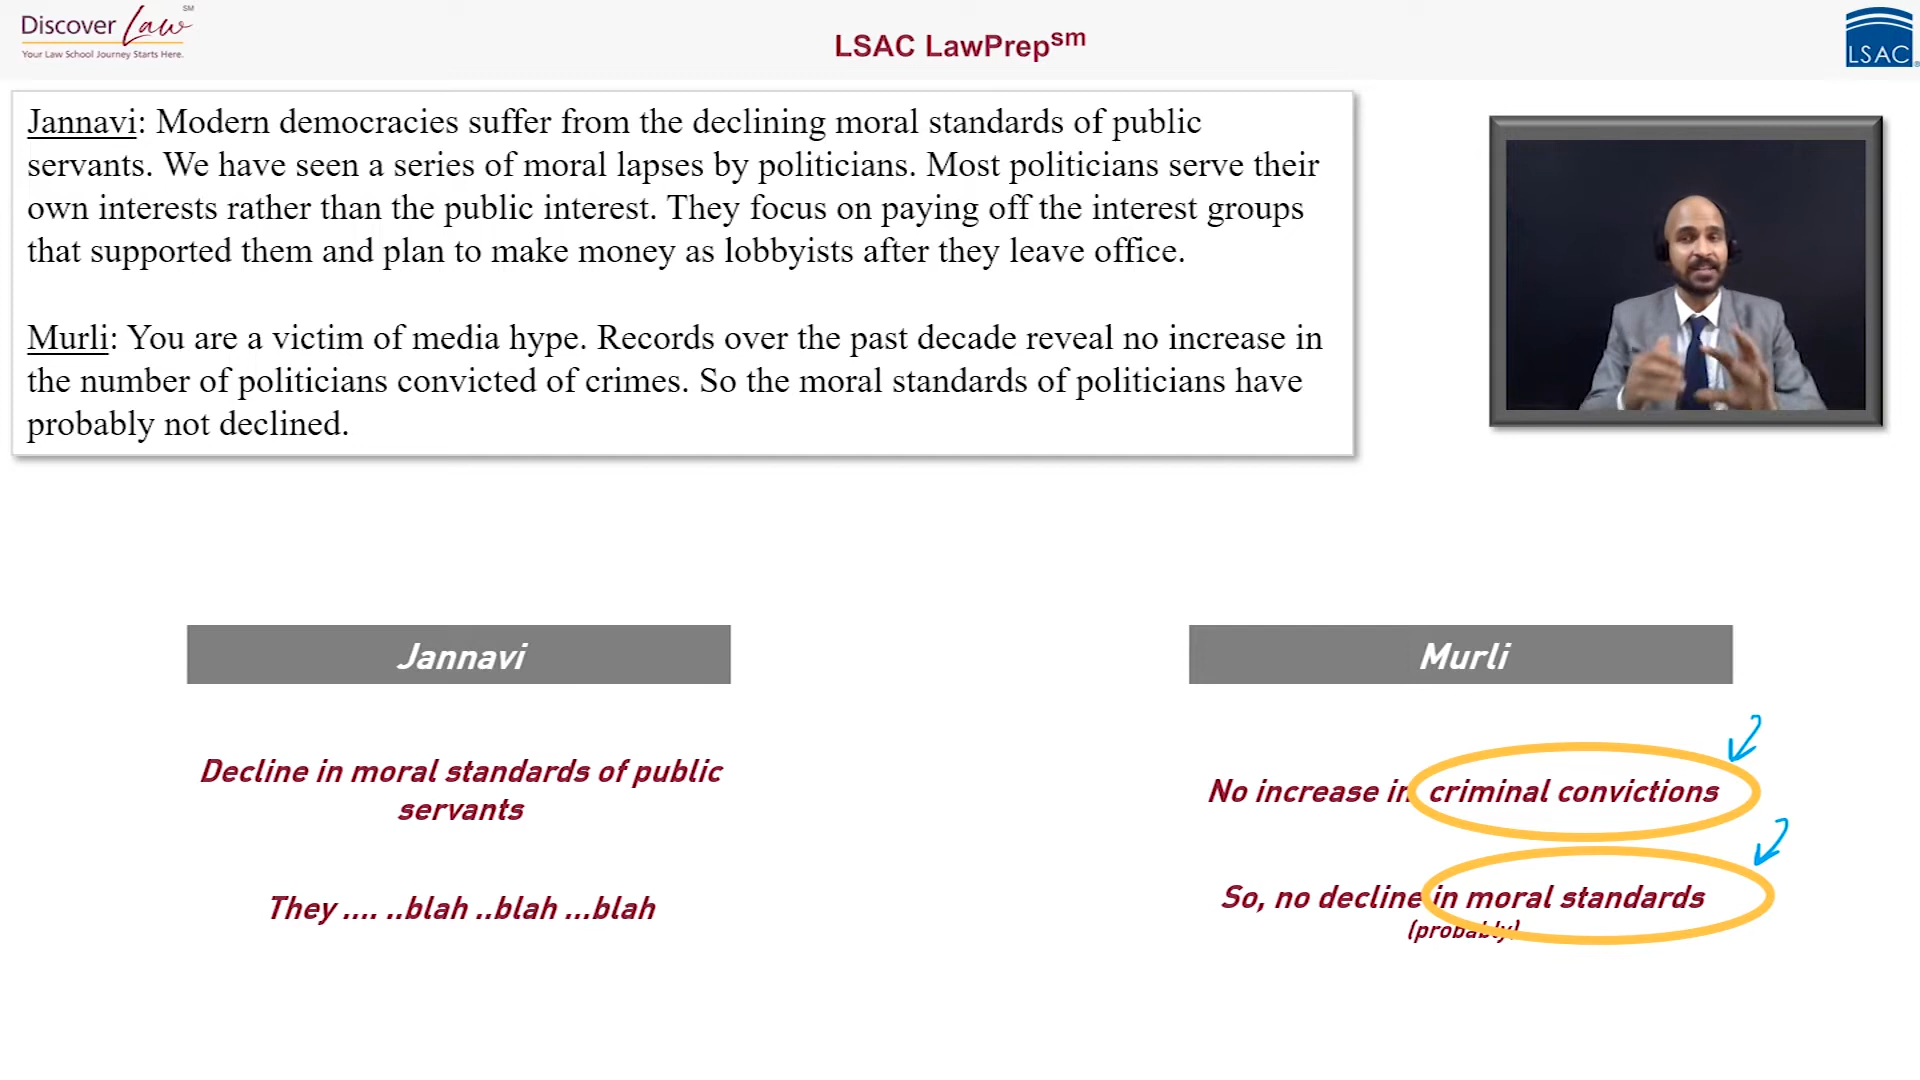 Discover Law SM
Your Law School Journey Starts Here.
LSAC LawPrepsm
LSAC®
Jannavi: Modern democracies suffer from the declining moral standards of public
servants. We have seen a series of moral lapses by politicians. Most politicians serve their
own interests rather than the public interest. They focus on paying off the interest groups
that supported them and plan to make money as lobbyists after they leave office.
Murli: You are a victim of media hype. Records over the past decade reveal no increase in
the number of politicians convicted of crimes. So the moral standards of politicians have
probably not declined.
Jannavi
Decline in moral standards of public
servants
They .... ..blah ..blah ...blah
Murli
No increase in criminal convictions
So, no decline in moral standards
(probably)